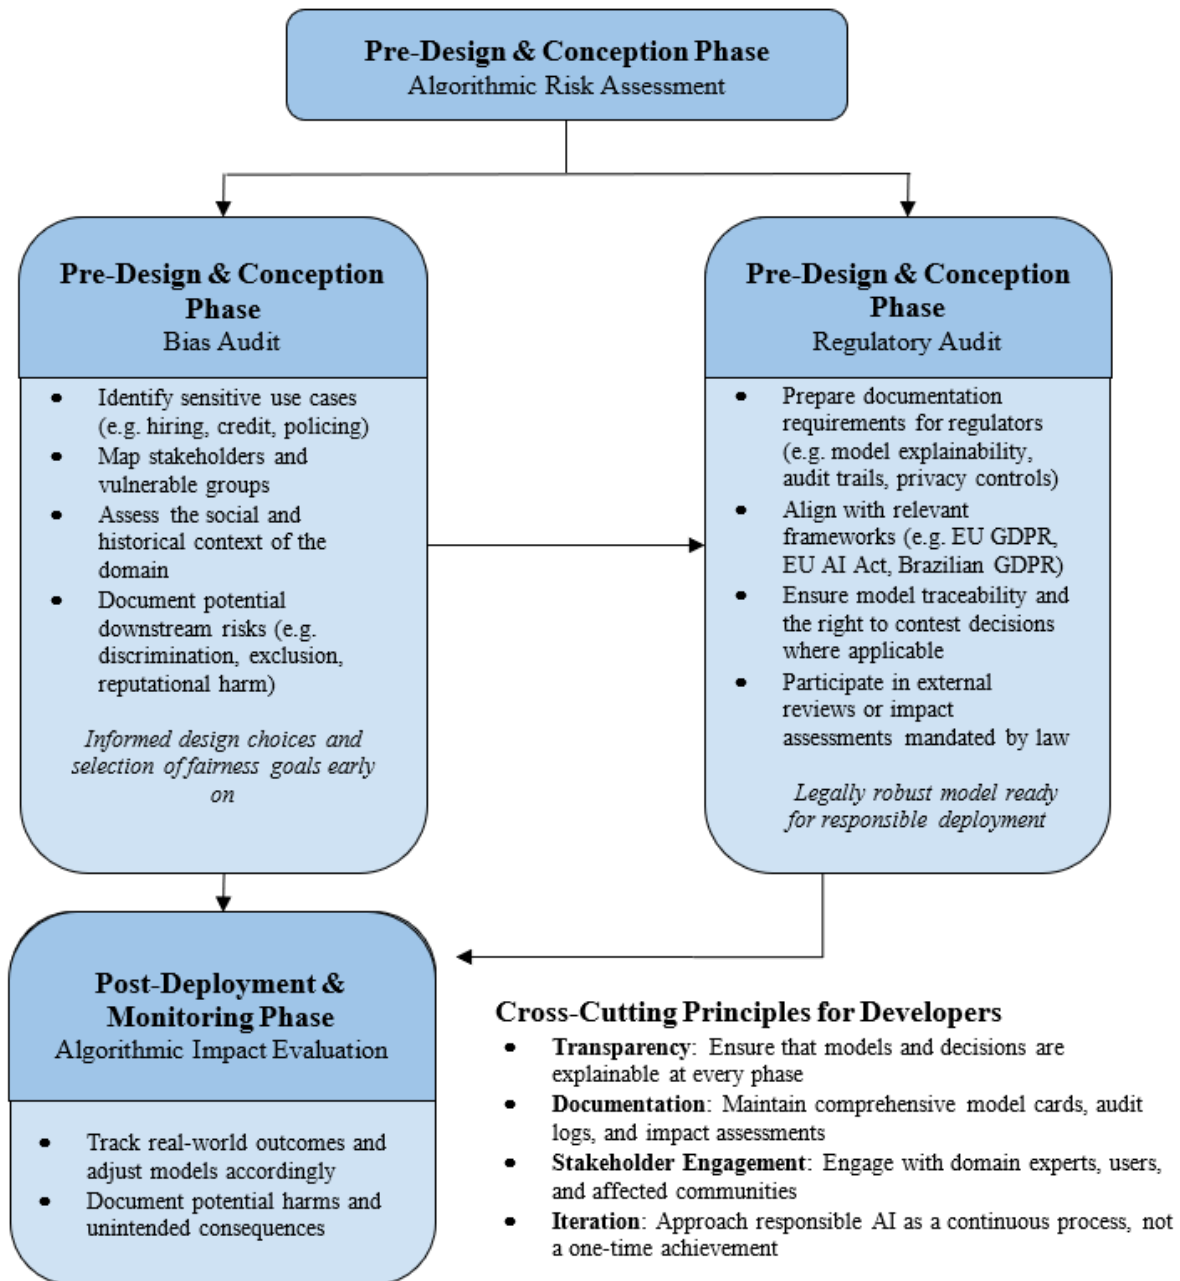 Pre-Design & Conception Phase
Algorithmic Risk Assessment
Pre-Design & Conception
Phase
Bias Audit
• Identify sensitive use cases
(e.g. hiring, credit, policing)
• Map stakeholders and
vulnerable groups
• Assess the social and
historical context of the
domain
• Document potential
downstream risks (e.g.
discrimination, exclusion,
reputational harm)
Informed design choices and
selection of fairness goals early
on
Pre-Design & Conception
Phase
Regulatory Audit
• Prepare documentation
requirements for regulators
(e.g. model explainability,
audit trails, privacy controls)
• Align with relevant
frameworks (e.g. EU GDPR,
EU AI Act, Brazilian GDPR)
• Ensure model traceability and
the right to contest decisions
where applicable
• Participate in external
reviews or impact
assessments mandated by law
Legally robust model ready
for responsible deployment
Post-Deployment &
Monitoring Phase
Algorithmic Impact Evaluation
• Track real-world outcomes and
adjust models accordingly
• Document potential harms and
unintended consequences
Cross-Cutting Principles for Developers
• Transparency: Ensure that models and decisions are
explainable at every phase
• Documentation: Maintain comprehensive model cards, audit
logs, and impact assessments
• Stakeholder Engagement: Engage with domain experts, users,
and affected communities
• Iteration: Approach responsible AI as a continuous process, not
a one-time achievement